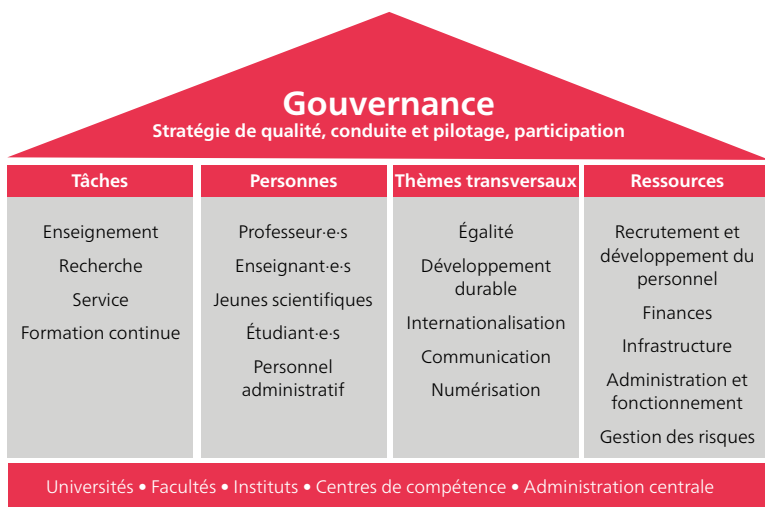 Gouvernance
Stratégie de qualité, conduite et pilotage, participation
Tâches
Enseignement
Recherche
Service
Formation continue
Personnes
Professeur·e·s
Enseignant·e·s
Jeunes scientifiques
Étudiant·e·s
Personnel
administratif
Thèmes transversaux
Égalité
Développement
durable
Internationalisation
Communication
Numérisation
Ressources
Recrutement et
développement du
personnel
Finances
Infrastructure
Administration et
fonctionnement
Gestion des risques
Universités • Facultés • Instituts • Centres de compétence • Administration centrale